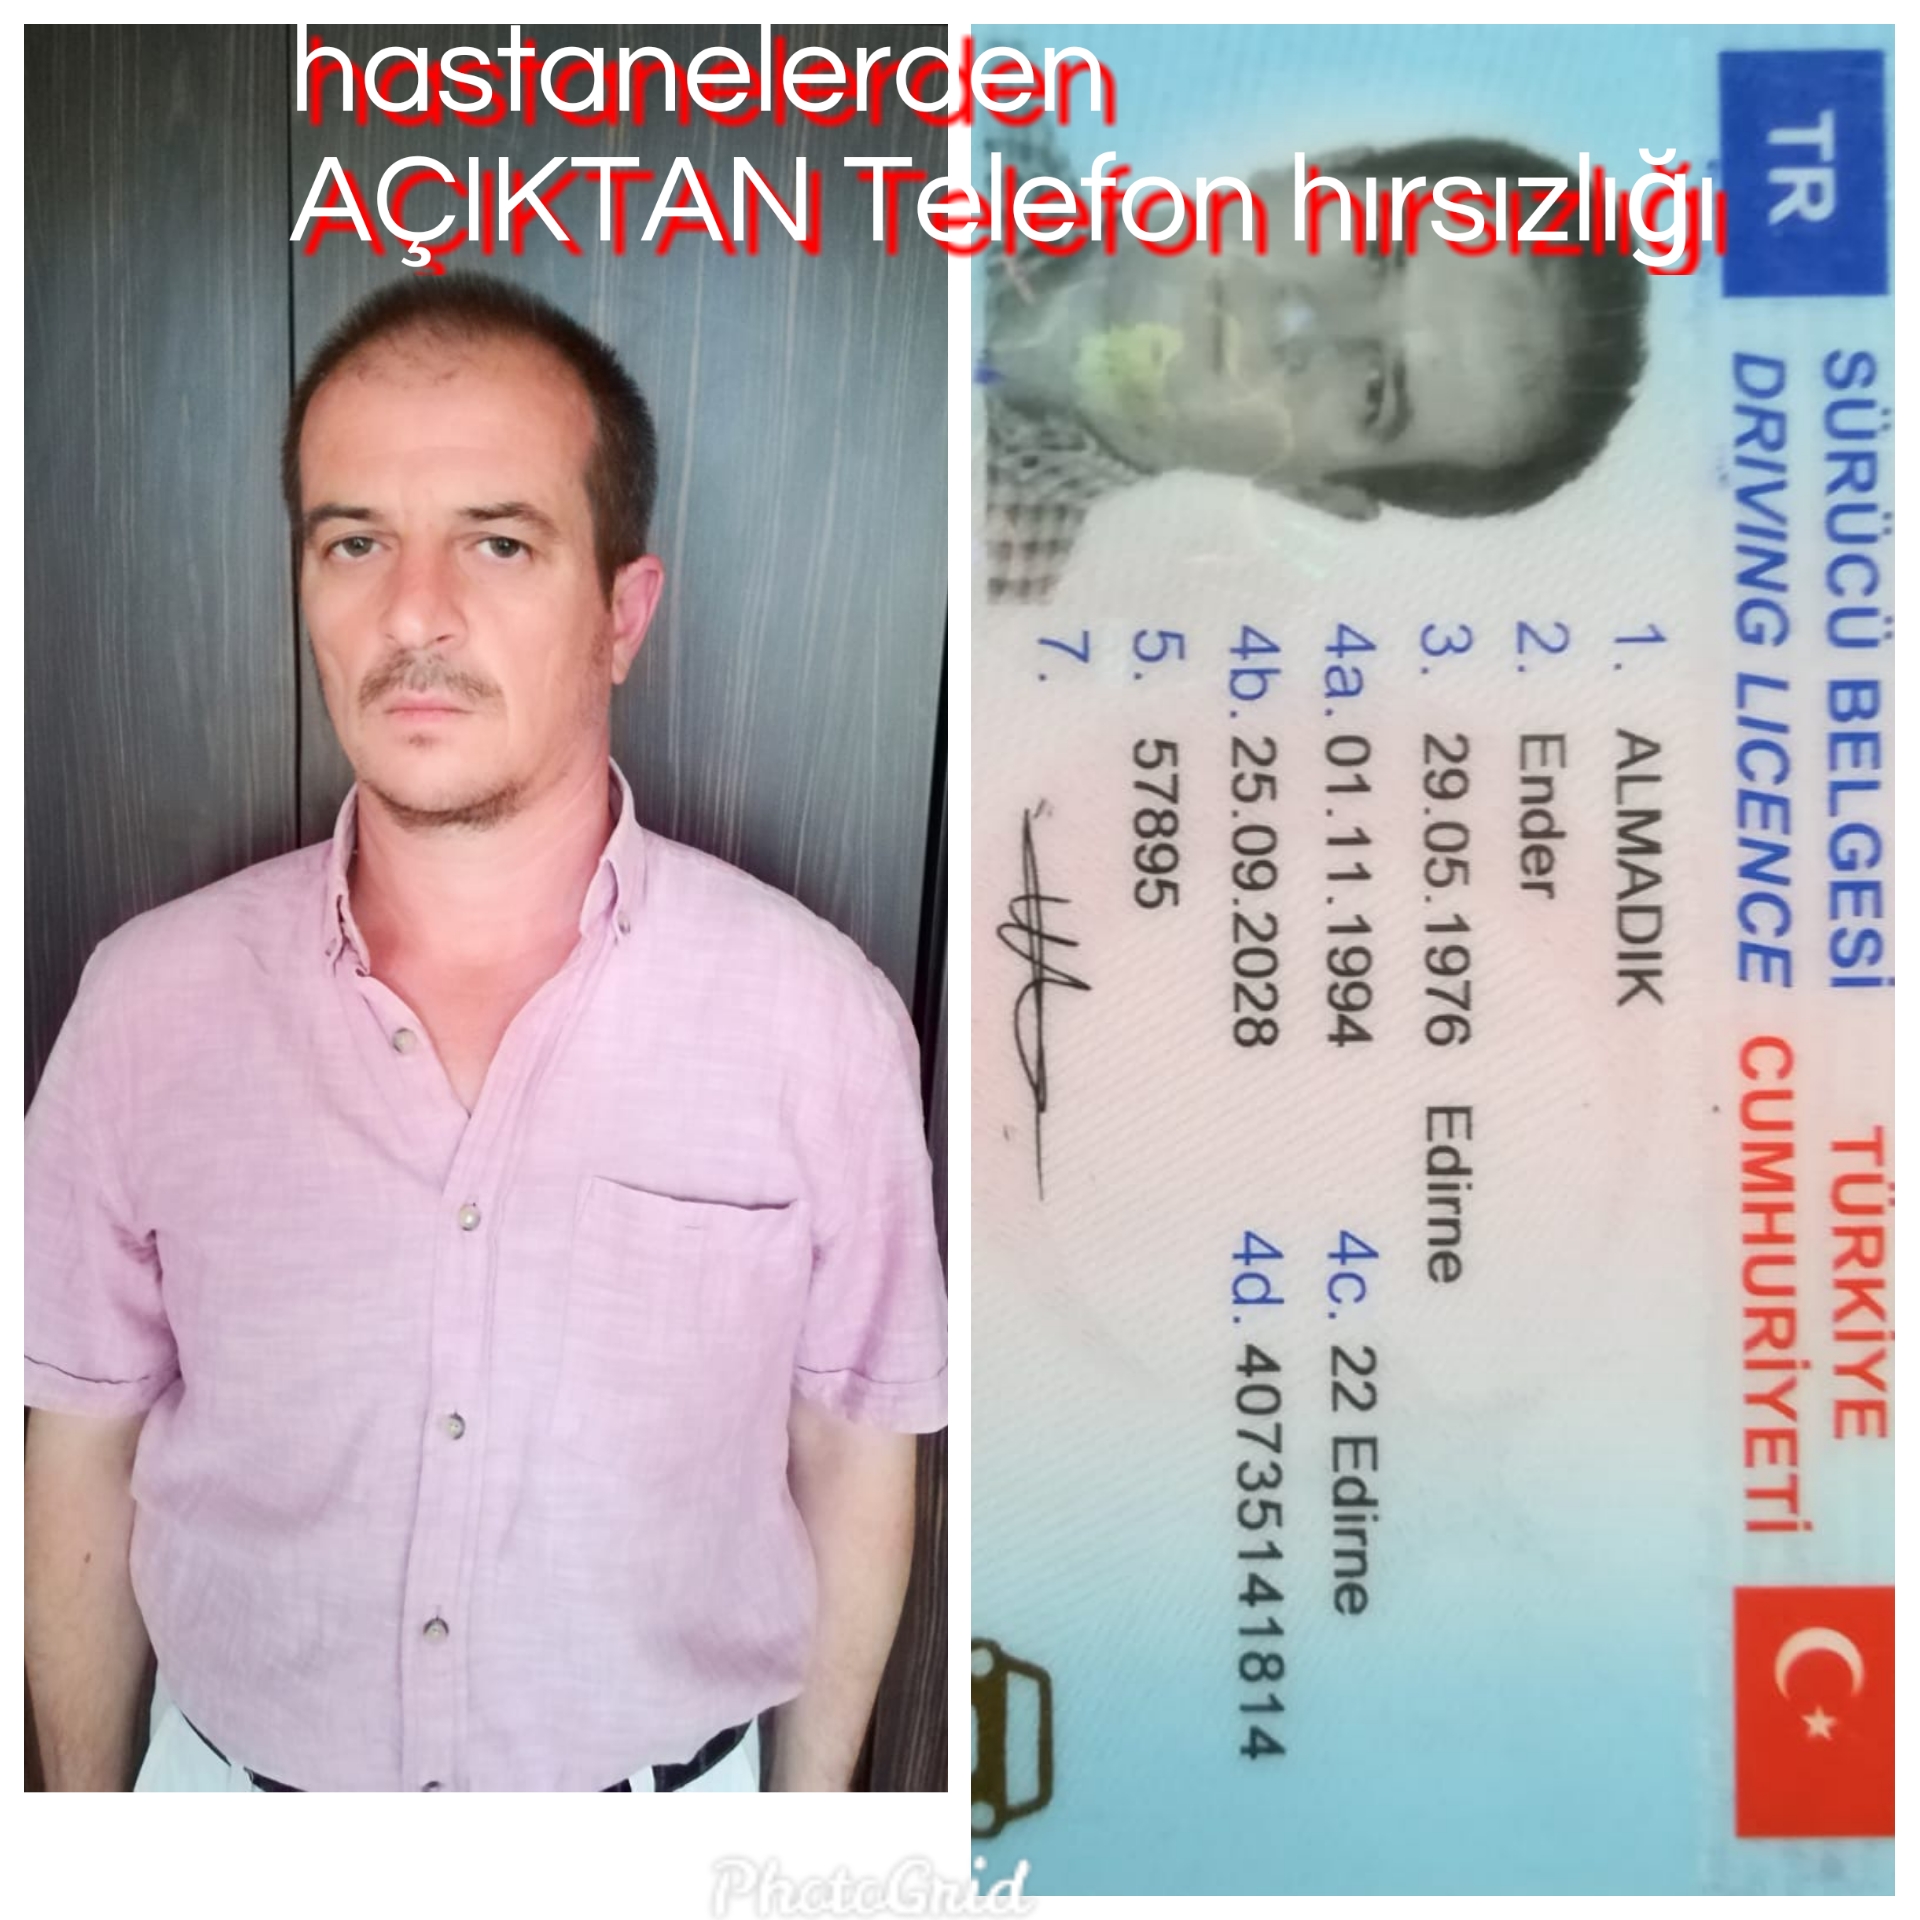 hastanelerden
AÇIKTAN Telefon hırsızlığı
TR
SÜRÜCÜ BELGESİ TÜRKİYE
DRIVING LICENCE CUMHURİYETİ
1. ALMADIK
2. Ender
3. 29.05.1976 Edirne
4a. 01.11.1994 4c. 22 Edirne
4b. 25.09.2028 4d. 40735141814
5. 57895
7.
PhotoGrid